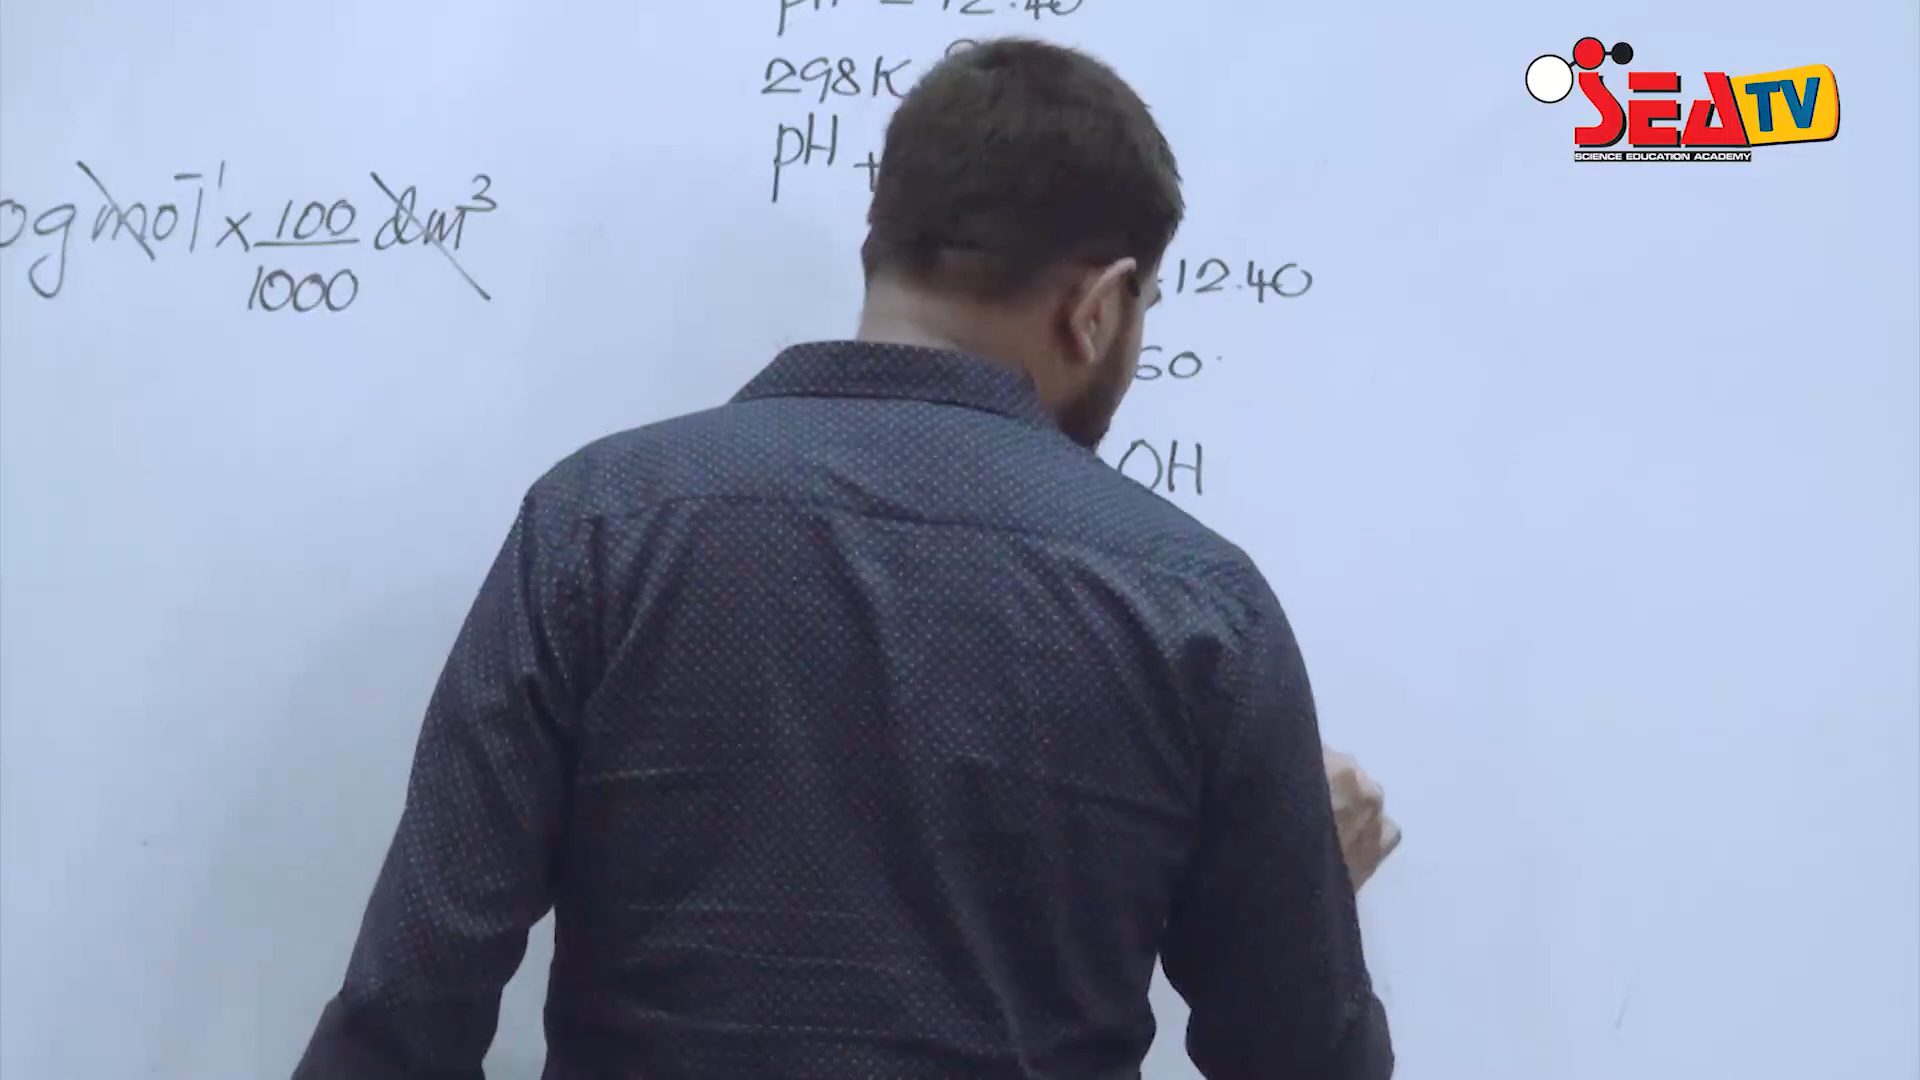 pH = 12.40
298K
pH +
og mol⁻¹ × 100/1000 dm³
-12.40
60
OH
SEA TV
SCIENCE EDUCATION ACADEMY